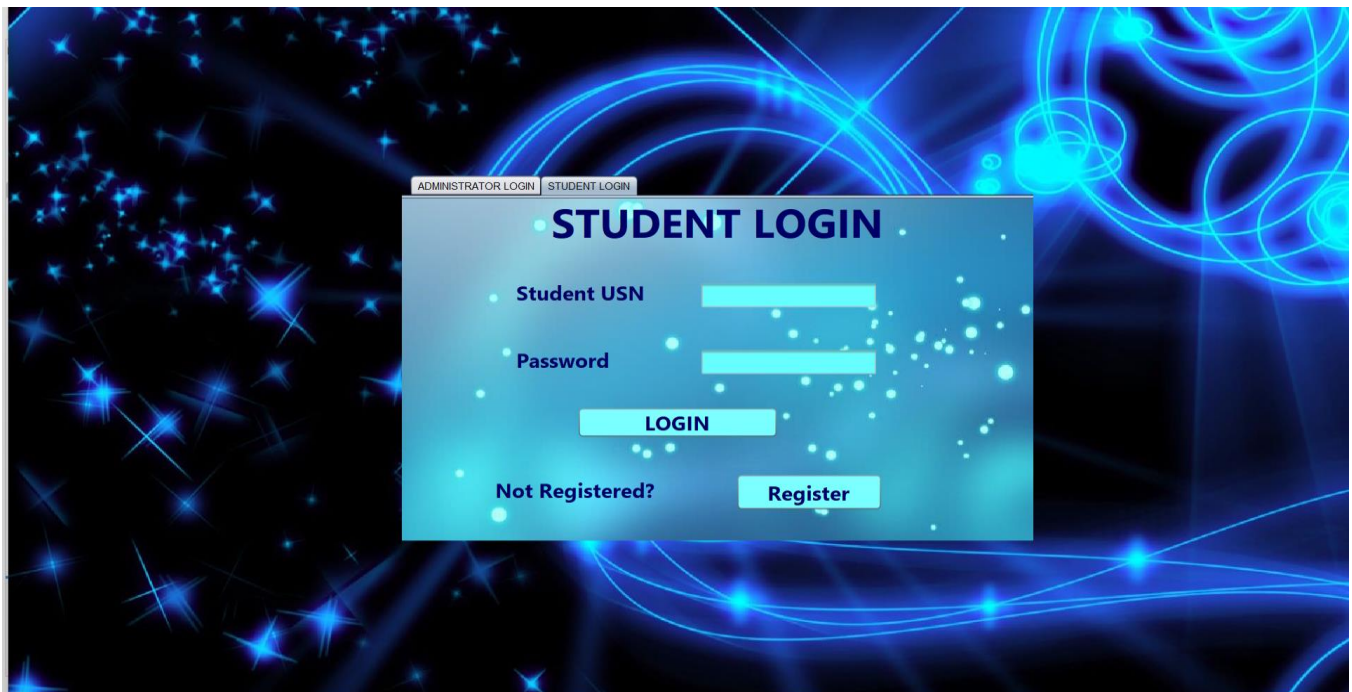 ADMINISTRATOR LOGIN STUDENT LOGIN
STUDENT LOGIN
Student USN
Password
LOGIN
Not Registered? Register